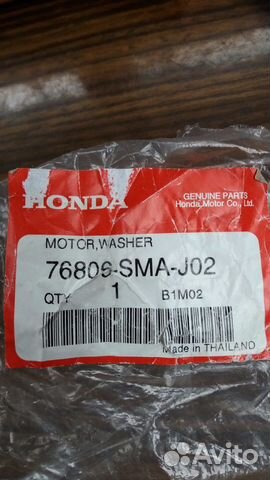 HONDA
GENUINE PARTS
Honda Motor Co., Ltd.
MOTOR,WASHER
76806-SMA-J02
QTY 1 B1M02
Made in THAILAND
Avito